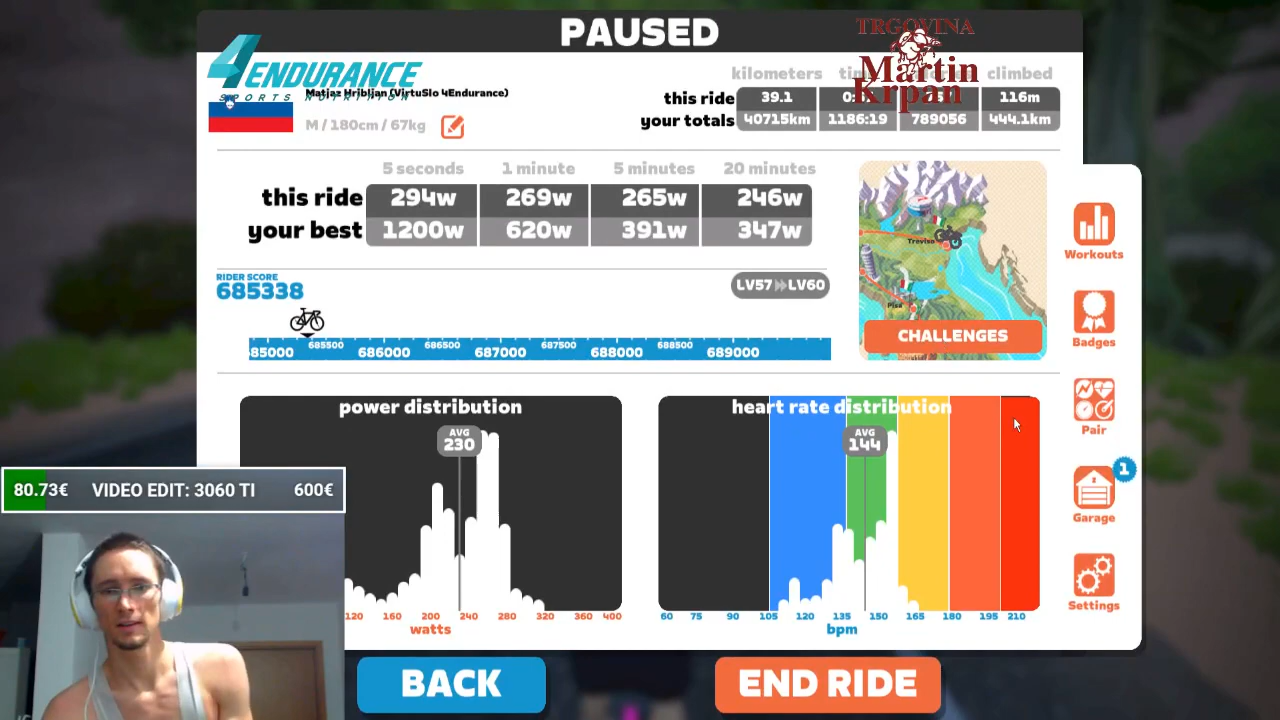 PAUSED
TRGOVINA
Martin
Krpan
4ENDURANCE
SPORTS NUTRITION
Matjaz Hribljan (VirtuSlo 4Endurance)
M / 180cm / 67kg
kilometers climbed
this ride 39.1 116m
your totals 40715km 1186:19 789056 444.1km
5 seconds 1 minute 5 minutes 20 minutes
this ride 294w 269w 265w 246w
your best 1200w 620w 391w 347w
RIDER SCORE
685338
LV57 LV60
685500 686500 687500 688500
85000 686000 687000 688000 689000
Treviso
Pisa
CHALLENGES
Workouts
Badges
Pair
1
Garage
Settings
power distribution
AVG
230
120 160 200 240 280 320 360 400
watts
heart rate distribution
AVG
144
60 75 90 105 120 135 150 165 180 195 210
bpm
80.73€ VIDEO EDIT: 3060 TI 600€
BACK
END RIDE